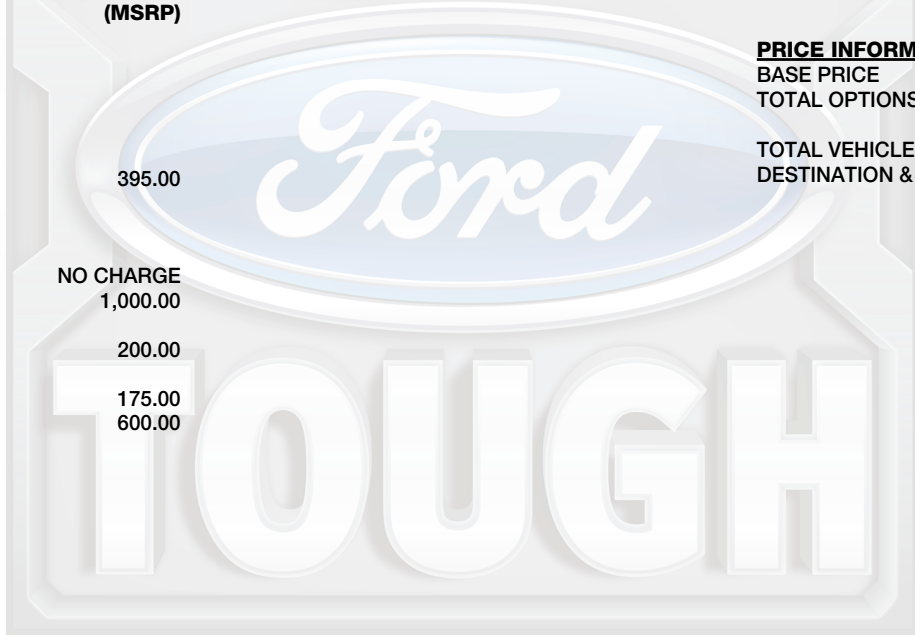 (MSRP)
395.00
NO CHARGE
1,000.00
200.00
175.00
600.00
PRICE INFORM
BASE PRICE
TOTAL OPTIONS
TOTAL VEHICLE
DESTINATION &
Ford
TOUGH